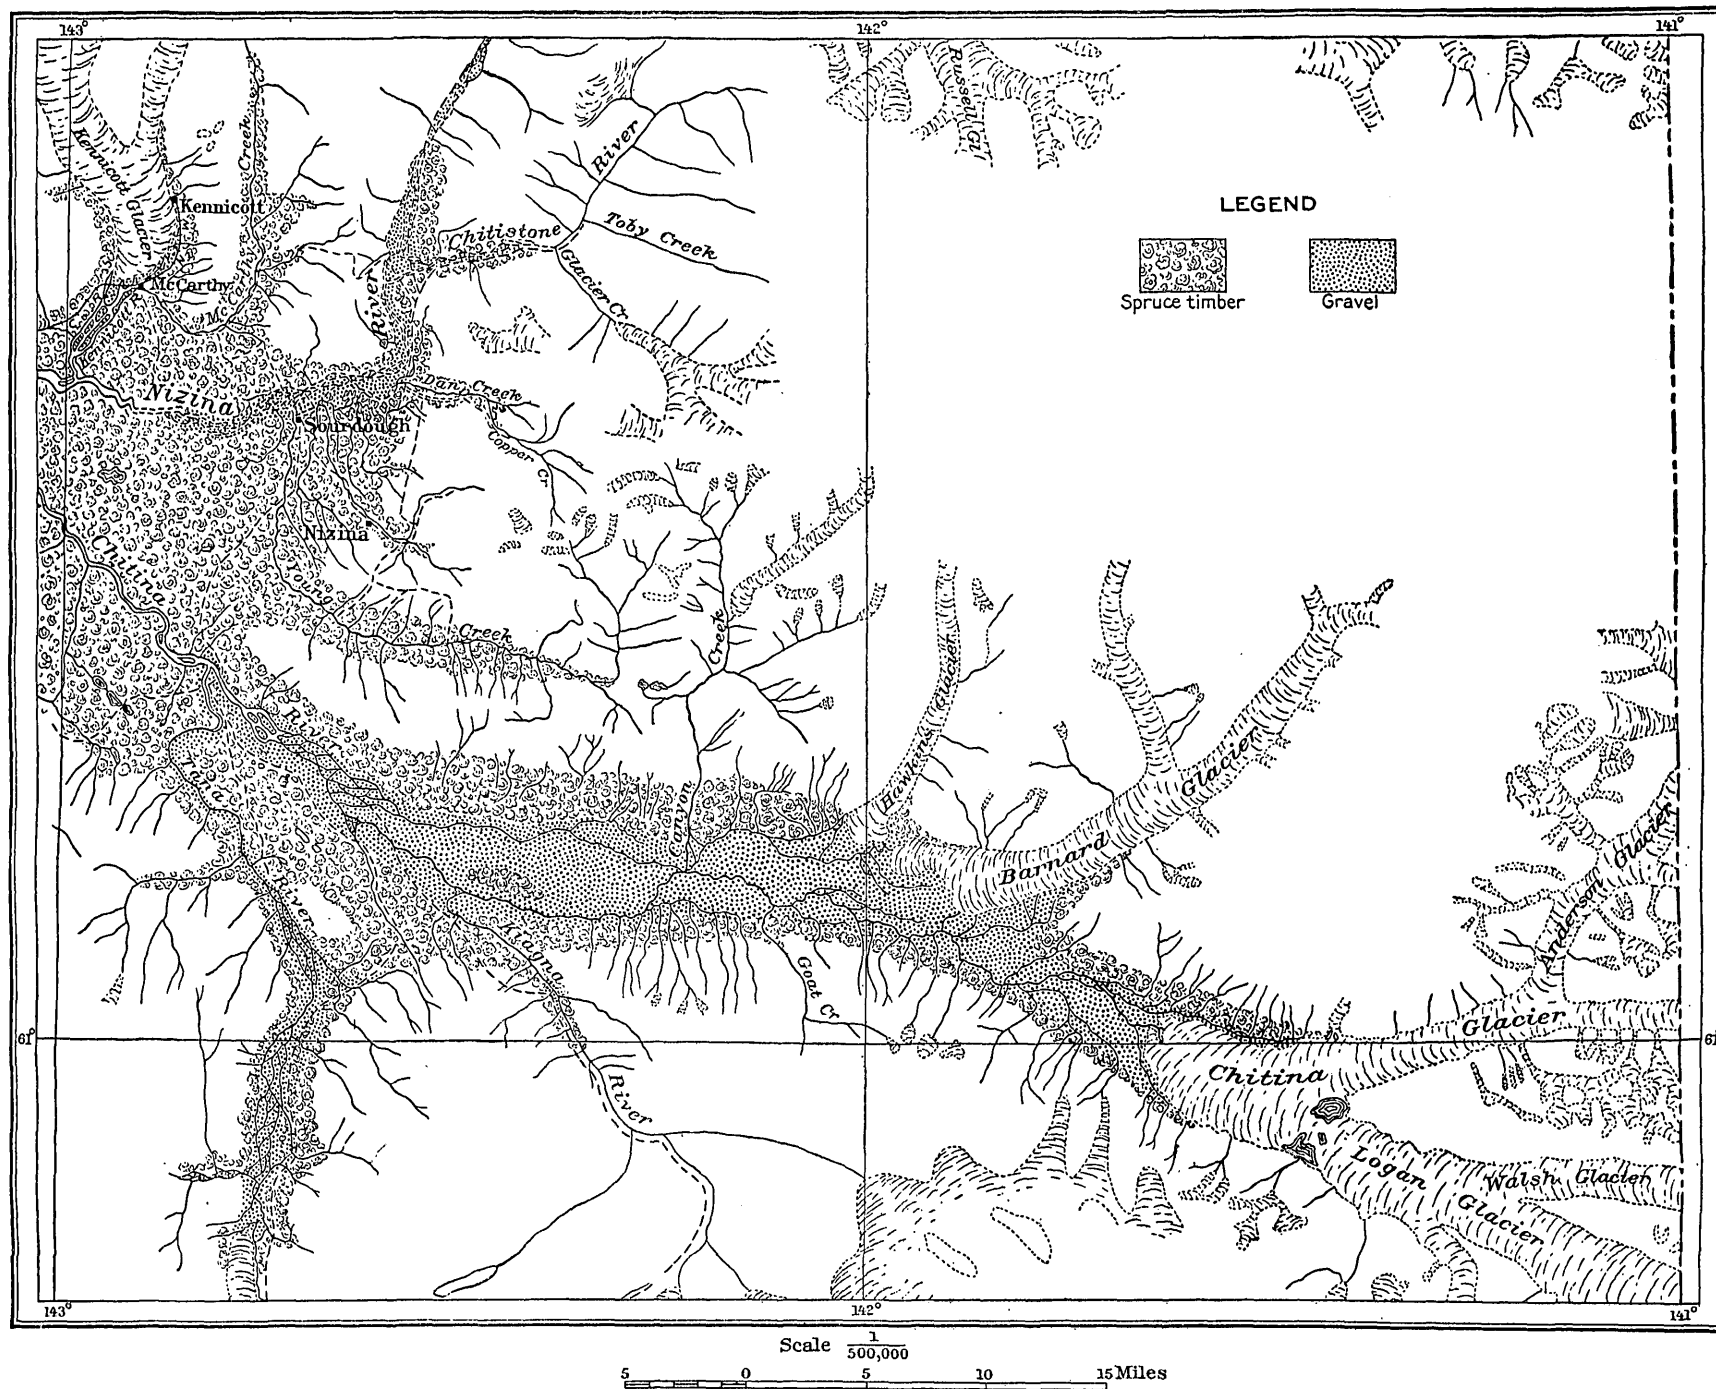 143°
142°
141°
Kennicott Glacier
Creek
River
Russell Gl
Kennicott
LEGEND
Chitistone
Toby Creek
Glacier Cr
Spruce timber
Gravel
McCarthy
Mc Carthy
River
Kennicott R
Nizina
Dan Creek
Sourdough
Copper Cr
Nizina
Chitina
Young
Creek
Creek
Hawkins Glacier
River
Tana
Canyon
Glacier
Barnard
Anderson Glacier
River
Kiagna
Goat Cr
61°
Glacier
61
Chitina
River
Logan
Walsh Glacier
Glacier
143°
142°
141°
Scale 1/500,000
5 0 5 10 15 Miles